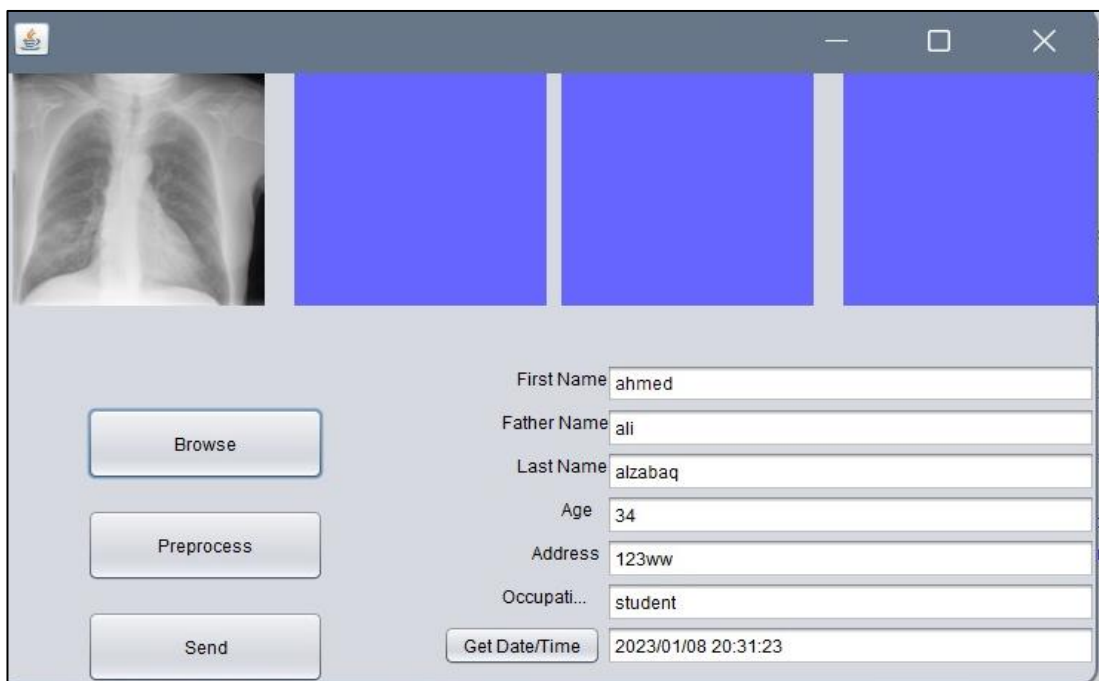 First Name ahmed
Father Name ali
Browse
Last Name alzabaq
Age 34
Preprocess
Address 123ww
Occupati... student
Send
Get Date/Time 2023/01/08 20:31:23